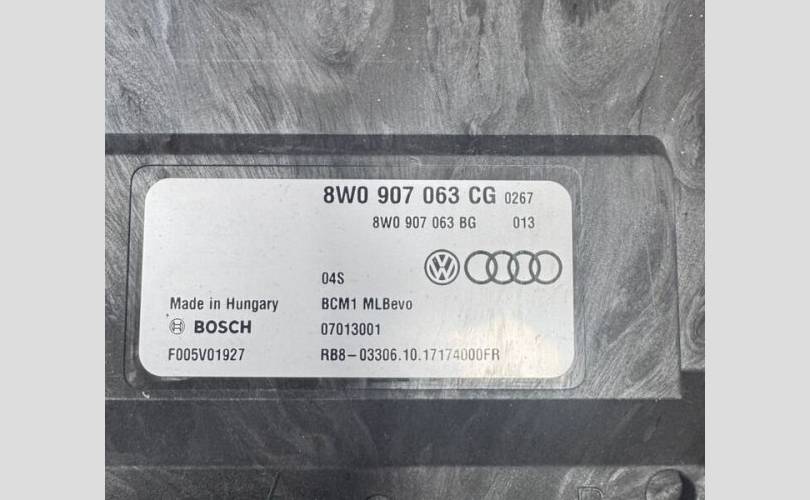 8W0 907 063 CG 0267
8W0 907 063 BG 013
04S
Made in Hungary BCM1 MLBevo
BOSCH 07013001
F005V01927 RB8-03306.10.17174000FR